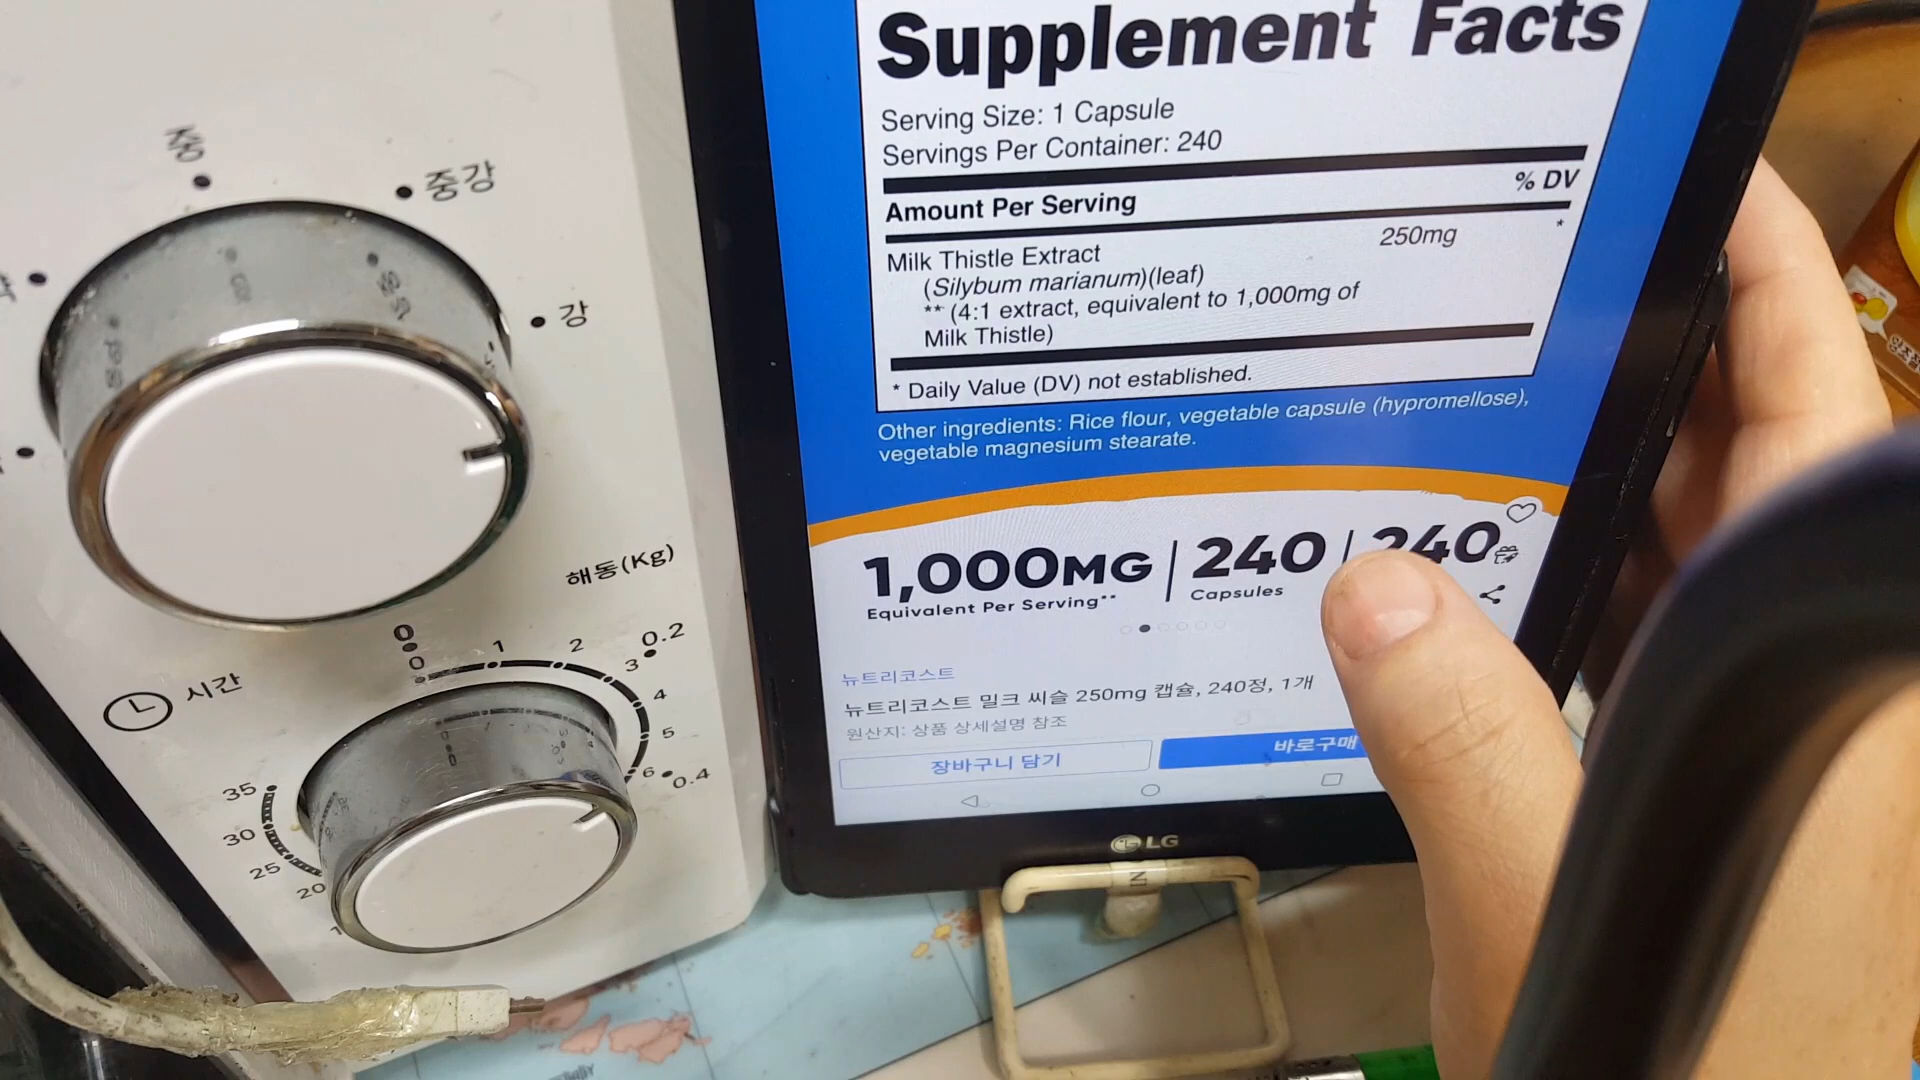 중
중강
강
해동(Kg)
0
0 1 2 3 4 5 6
0.2
0.4
시간
35
30
25
20
Supplement Facts
Serving Size: 1 Capsule
Servings Per Container: 240
% DV
Amount Per Serving
Milk Thistle Extract 250mg *
(Silybum marianum)(leaf)
** (4:1 extract, equivalent to 1,000mg of
Milk Thistle)
* Daily Value (DV) not established.
Other ingredients: Rice flour, vegetable capsule (hypromellose),
vegetable magnesium stearate.
1,000MG | 240 | 240
Equivalent Per Serving** Capsules
뉴트리코스트
뉴트리코스트 밀크 씨슬 250mg 캡슐, 240정, 1개
원산지: 상품 상세설명 참조
장바구니 담기 바로구매
LG